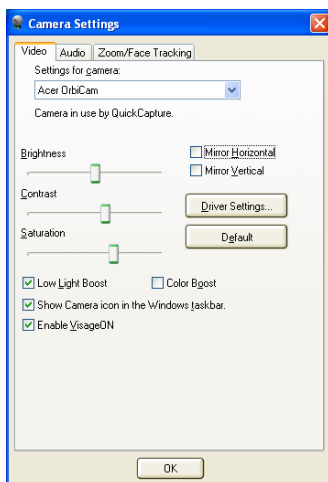 Camera Settings
Video Audio Zoom/Face Tracking
Settings for camera:
Acer OrbiCam
Camera in use by QuickCapture.
Brightness
Mirror Horizontal
Mirror Vertical
Contrast
Driver Settings...
Saturation
Default
Low Light Boost Color Boost
Show Camera icon in the Windows taskbar.
Enable VisageON
OK